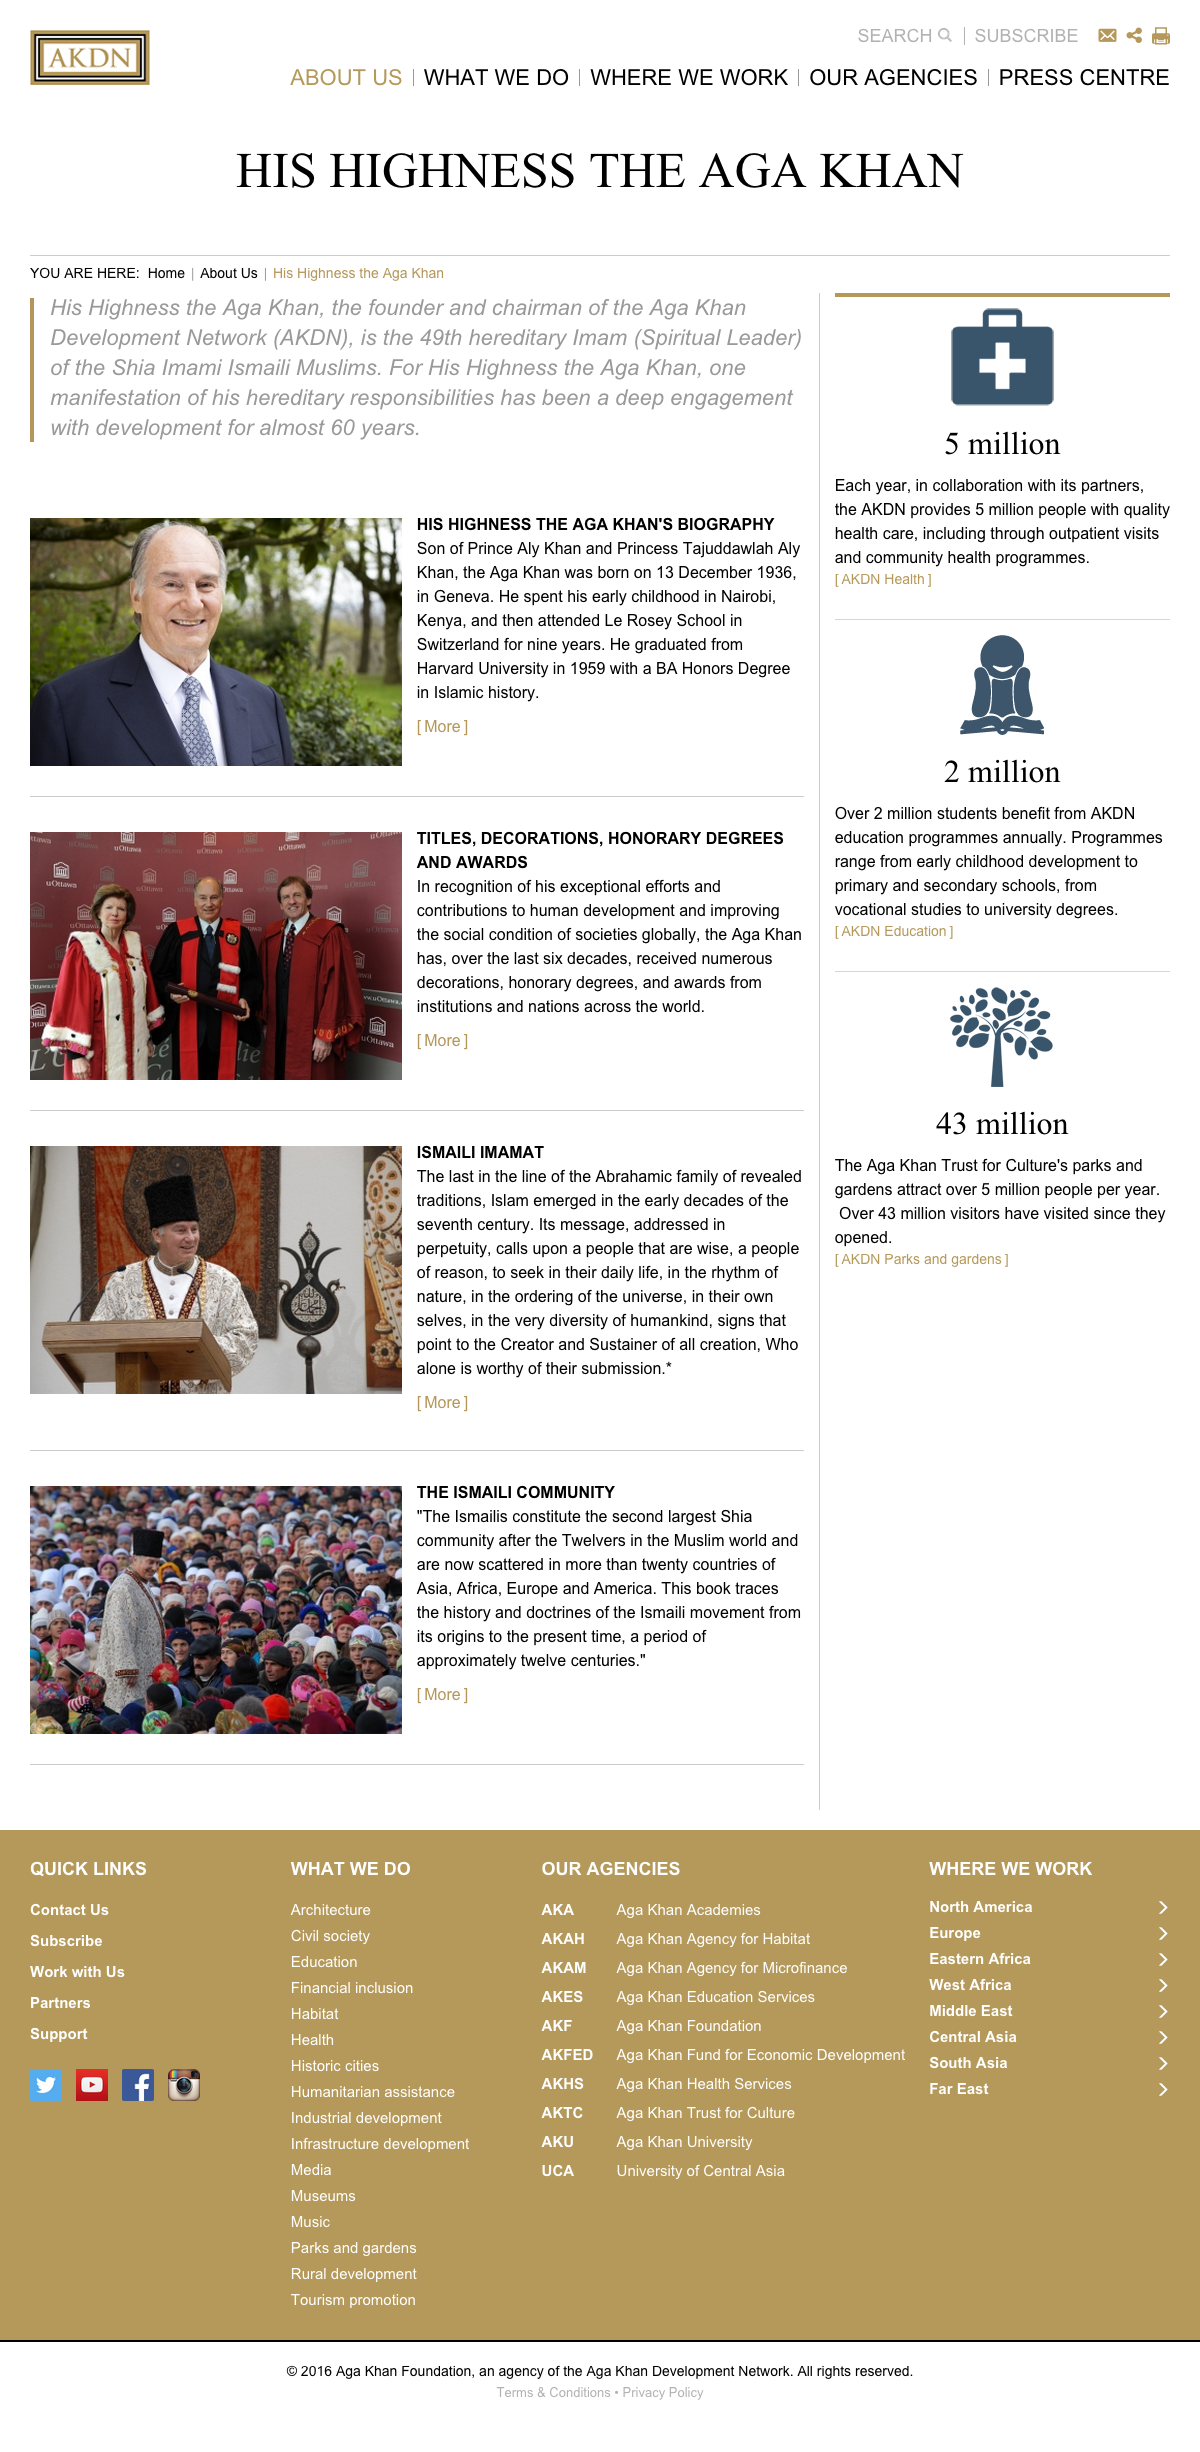 AKDN
SEARCH
SUBSCRIBE
ABOUT US
WHAT WE DO
WHERE WE WORK
OUR AGENCIES
PRESS CENTRE
HIS HIGHNESS THE AGA KHAN
YOU ARE HERE: Home | About Us | His Highness the Aga Khan
His Highness the Aga Khan, the founder and chairman of the Aga Khan
Development Network (AKDN), is the 49th hereditary Imam (Spiritual Leader)
of the Shia Imami Ismaili Muslims. For His Highness the Aga Khan, one
manifestation of his hereditary responsibilities has been a deep engagement
with development for almost 60 years.
HIS HIGHNESS THE AGA KHAN'S BIOGRAPHY
Son of Prince Aly Khan and Princess Tajuddawlah Aly
Khan, the Aga Khan was born on 13 December 1936,
in Geneva. He spent his early childhood in Nairobi,
Kenya, and then attended Le Rosey School in
Switzerland for nine years. He graduated from
Harvard University in 1959 with a BA Honors Degree
in Islamic history.
[ More ]
uOttawa
TITLES, DECORATIONS, HONORARY DEGREES
AND AWARDS
In recognition of his exceptional efforts and
contributions to human development and improving
the social condition of societies globally, the Aga Khan
has, over the last six decades, received numerous
decorations, honorary degrees, and awards from
institutions and nations across the world.
[ More ]
ISMAILI IMAMAT
The last in the line of the Abrahamic family of revealed
traditions, Islam emerged in the early decades of the
seventh century. Its message, addressed in
perpetuity, calls upon a people that are wise, a people
of reason, to seek in their daily life, in the rhythm of
nature, in the ordering of the universe, in their own
selves, in the very diversity of humankind, signs that
point to the Creator and Sustainer of all creation, Who
alone is worthy of their submission.*
[ More ]
THE ISMAILI COMMUNITY
"The Ismailis constitute the second largest Shia
community after the Twelvers in the Muslim world and
are now scattered in more than twenty countries of
Asia, Africa, Europe and America. This book traces
the history and doctrines of the Ismaili movement from
its origins to the present time, a period of
approximately twelve centuries."
[ More ]
5 million
Each year, in collaboration with its partners,
the AKDN provides 5 million people with quality
health care, including through outpatient visits
and community health programmes.
[ AKDN Health ]
2 million
Over 2 million students benefit from AKDN
education programmes annually. Programmes
range from early childhood development to
primary and secondary schools, from
vocational studies to university degrees.
[ AKDN Education ]
43 million
The Aga Khan Trust for Culture's parks and
gardens attract over 5 million people per year.
Over 43 million visitors have visited since they
opened.
[ AKDN Parks and gardens ]
QUICK LINKS
Contact Us
Subscribe
Work with Us
Partners
Support
WHAT WE DO
Architecture
Civil society
Education
Financial inclusion
Habitat
Health
Historic cities
Humanitarian assistance
Industrial development
Infrastructure development
Media
Museums
Music
Parks and gardens
Rural development
Tourism promotion
OUR AGENCIES
AKA Aga Khan Academies
AKAH Aga Khan Agency for Habitat
AKAM Aga Khan Agency for Microfinance
AKES Aga Khan Education Services
AKF Aga Khan Foundation
AKFED Aga Khan Fund for Economic Development
AKHS Aga Khan Health Services
AKTC Aga Khan Trust for Culture
AKU Aga Khan University
UCA University of Central Asia
WHERE WE WORK
North America
Europe
Eastern Africa
West Africa
Middle East
Central Asia
South Asia
Far East
© 2016 Aga Khan Foundation, an agency of the Aga Khan Development Network. All rights reserved.
Terms & Conditions • Privacy Policy